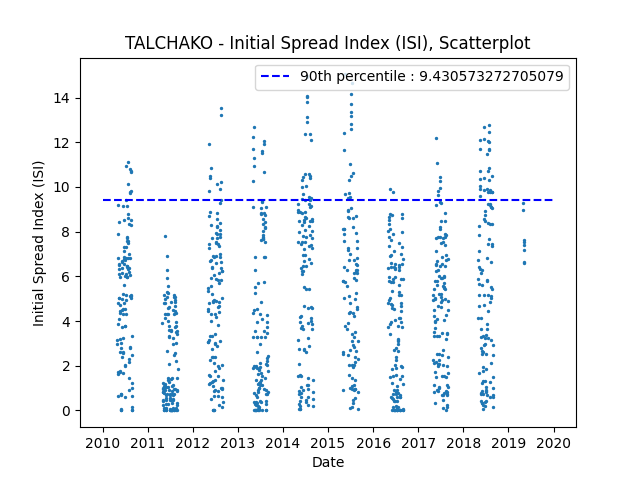 TALCHAKO - Initial Spread Index (ISI), Scatterplot
90th percentile : 9.430573272705079
Initial Spread Index (ISI)
14
12
10
8
6
4
2
0
2010 2011 2012 2013 2014 2015 2016 2017 2018 2019 2020
Date